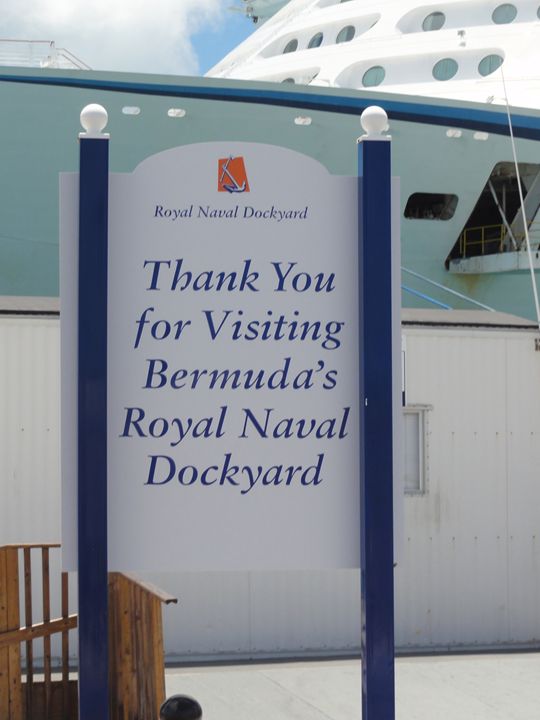 Royal Naval Dockyard
Thank You
for Visiting
Bermuda's
Royal Naval
Dockyard